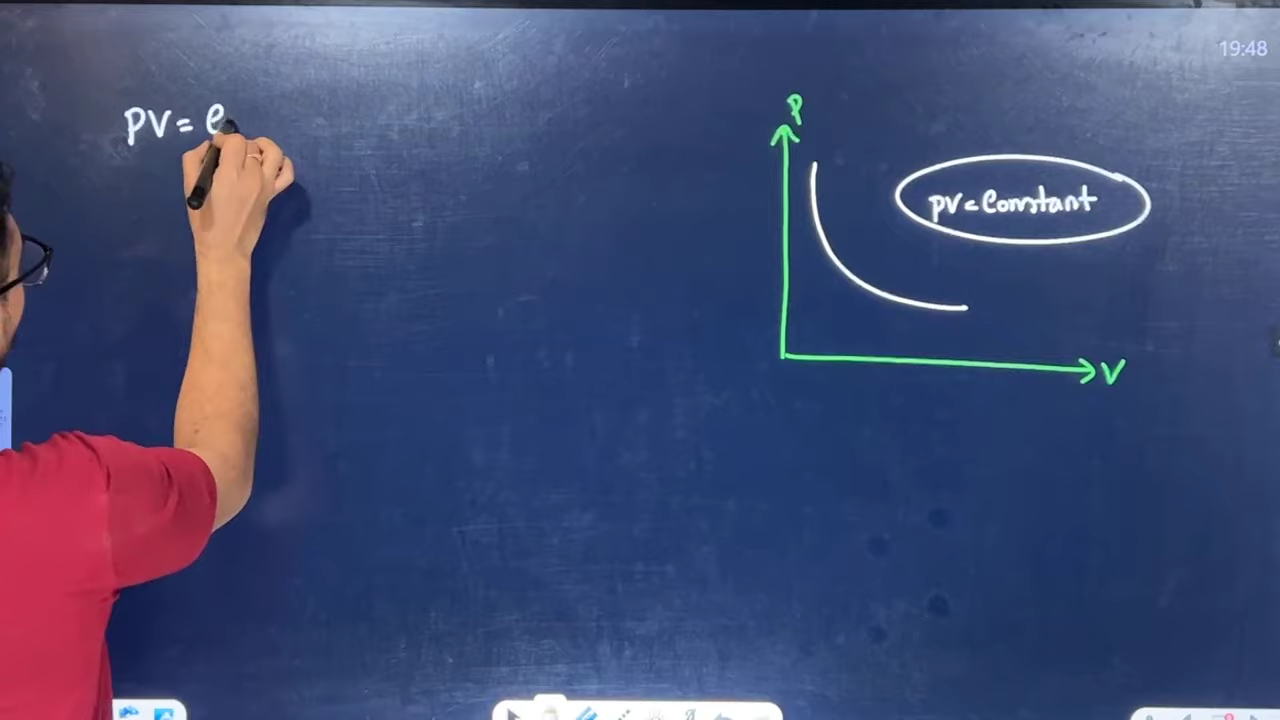 19:48
PV = C
P
PV = Constant
V